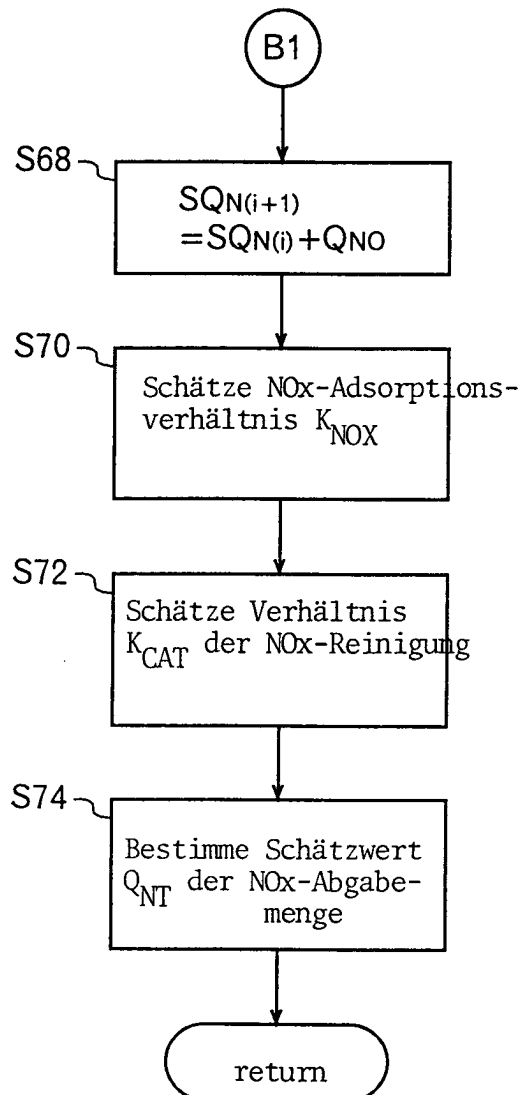 B1
S68
SQN(i+1)
=SQN(i)+QNO
S70
Schätze NOx-Adsorptions-
verhältnis KNOX
S72
Schätze Verhältnis
KCAT der NOx-Reinigung
S74
Bestimme Schätzwert
QNT der NOx-Abgabe-
menge
return